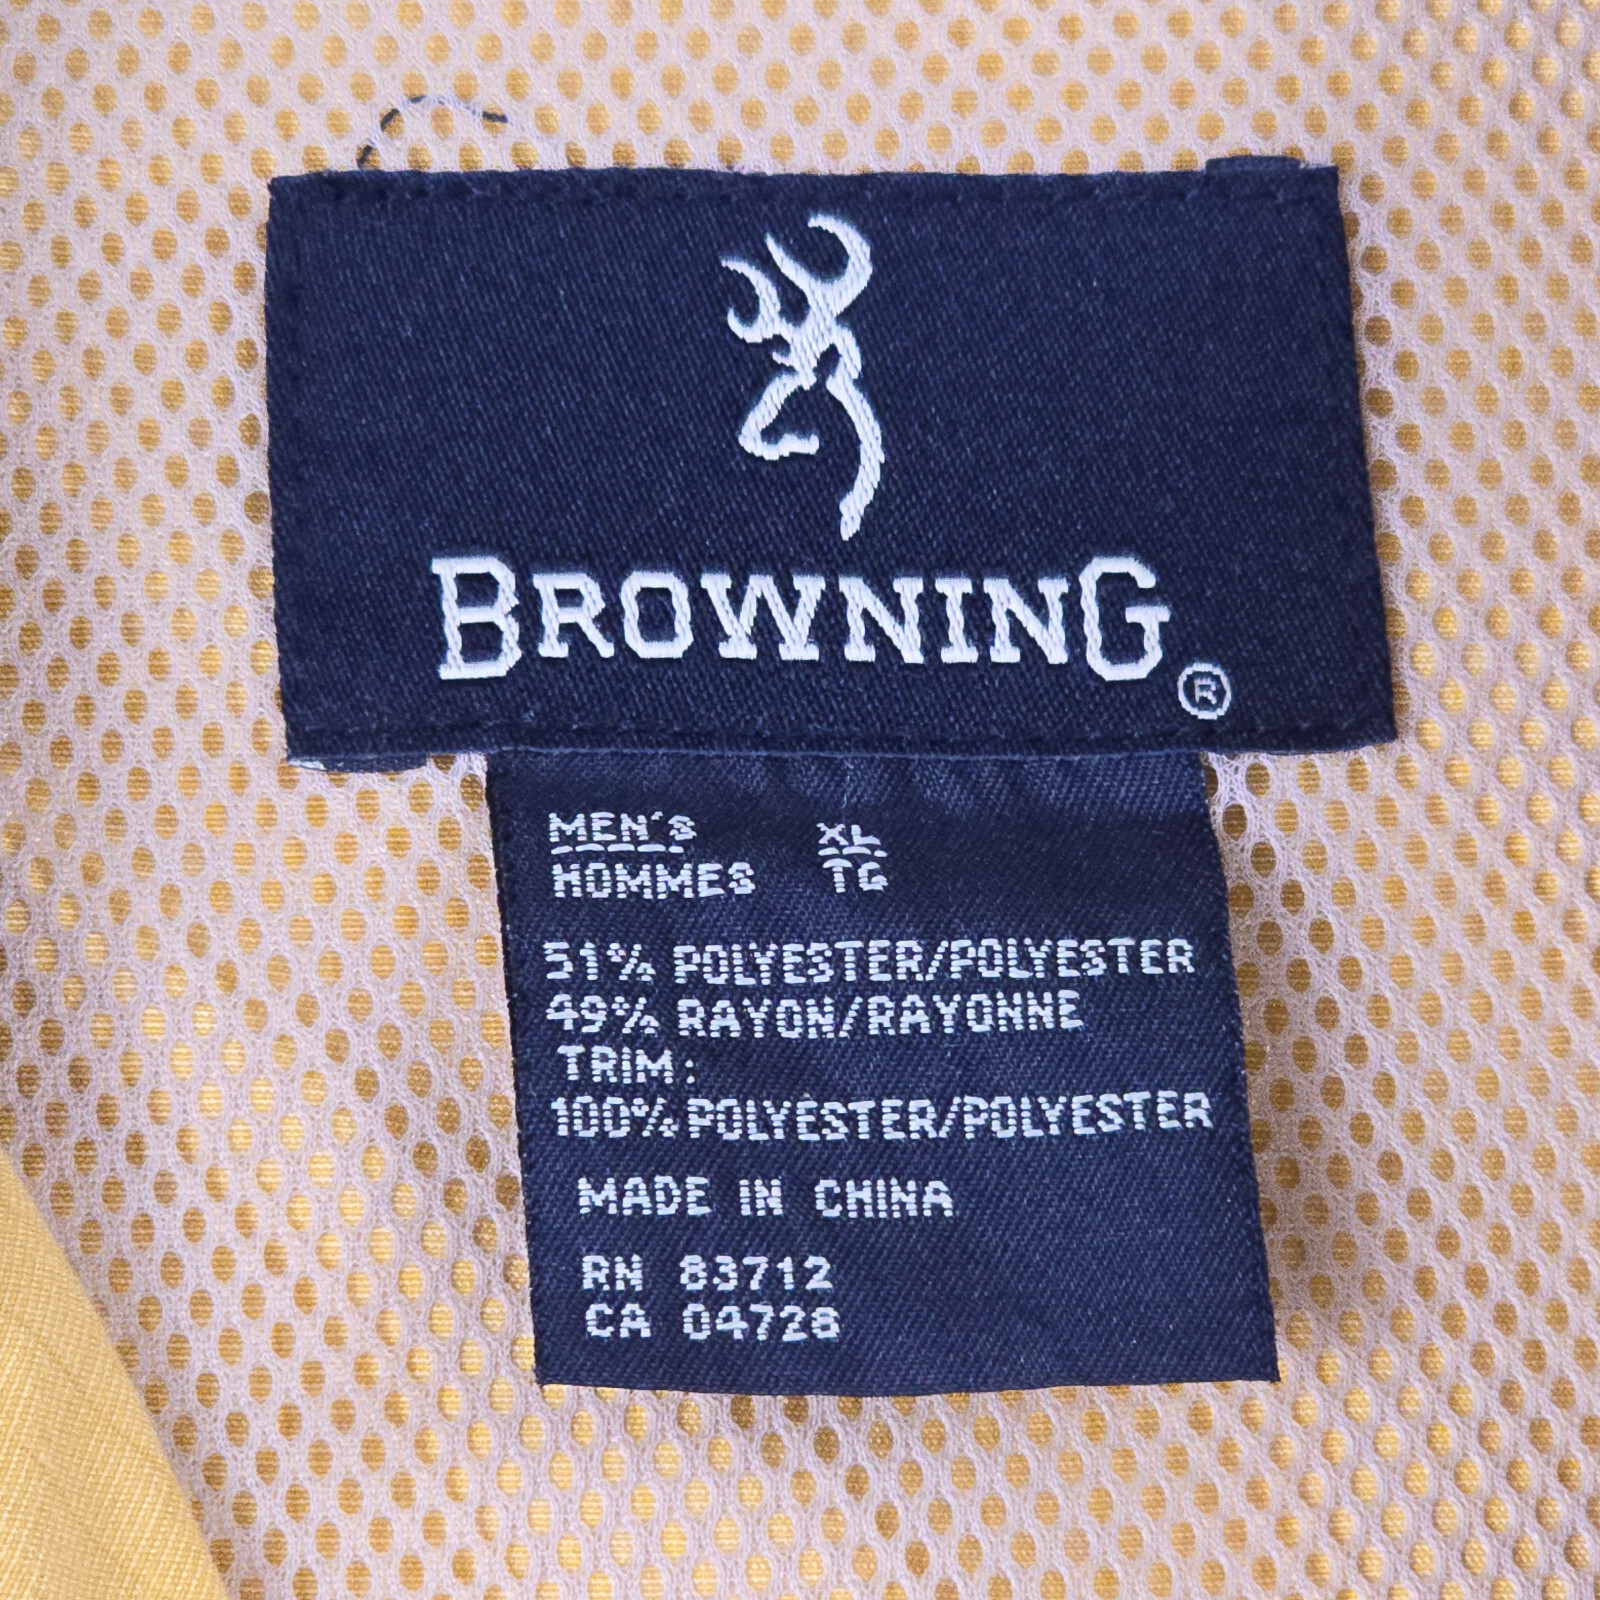 BROWNING ®
MEN'S XL
HOMMES TG
51% POLYESTER/POLYESTER
49% RAYON/RAYONNE
TRIM:
100% POLYESTER/POLYESTER
MADE IN CHINA
RN 83712
CA 04728